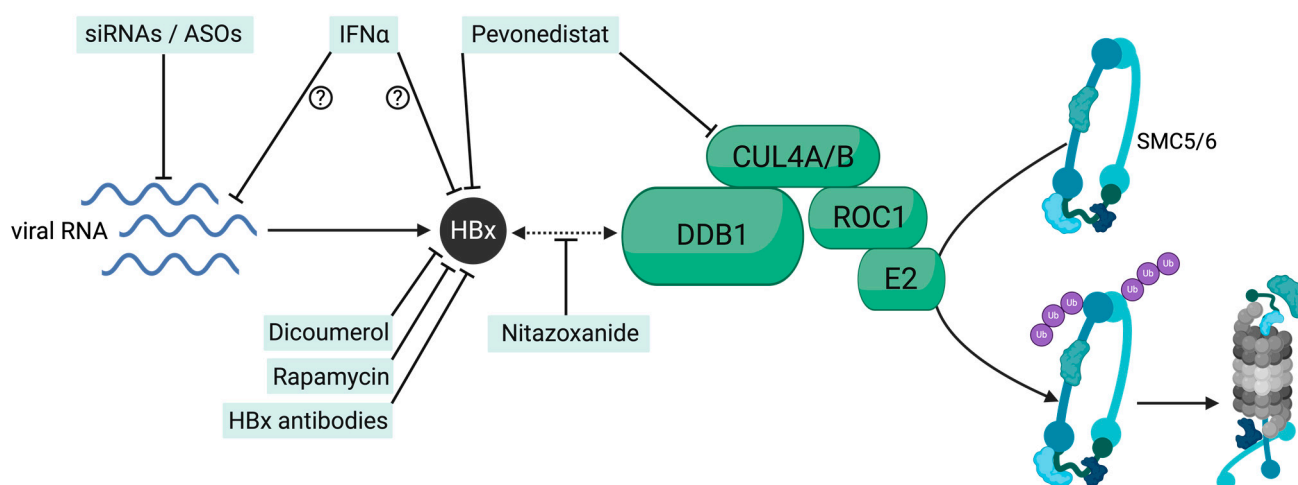 siRNAs / ASOs
IFNα
Pevonedistat
?
?
CUL4A/B
SMC5/6
viral RNA
HBx
DDB1
ROC1
E2
Dicoumerol
Nitazoxanide
Rapamycin
HBx antibodies
Ub
Ub
Ub
Ub
Ub
Ub